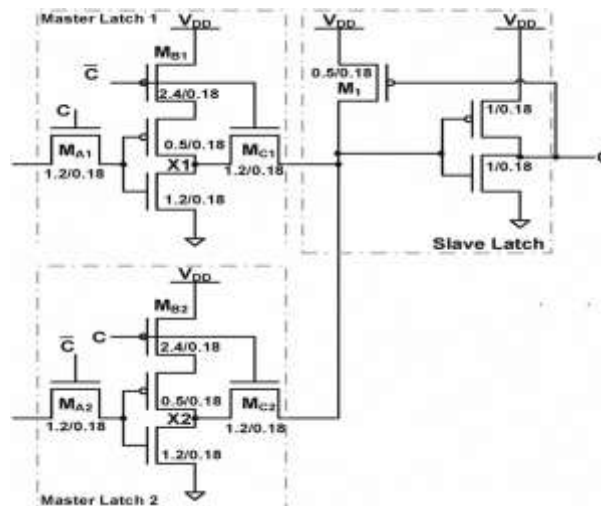 Master Latch 1
VDD
MB1
C̅
2.4/0.18
C
0.5/0.18
MA1
X1
MC1
1.2/0.18
1.2/0.18
1.2/0.18
VDD
VDD
0.5/0.18
M1
1/0.18
1/0.18
Slave Latch
VDD
MB2
C
C̅
2.4/0.18
0.5/0.18
MA2
X2
MC2
1.2/0.18
1.2/0.18
1.2/0.18
Master Latch 2